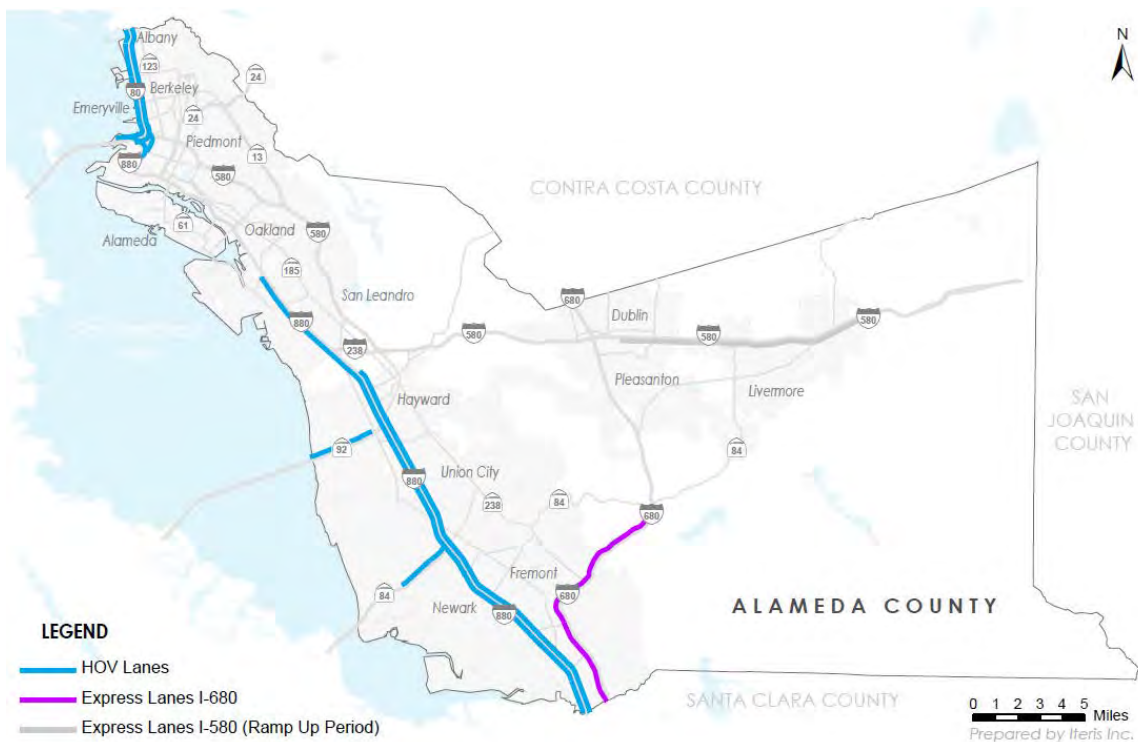 N
Albany
123
24
80
Berkeley
Emeryville
24
Piedmont
880
13
580
CONTRA COSTA COUNTY
61
Oakland
580
Alameda
185
680
San Leandro
880
Dublin
580
580
580
238
Pleasanton
Livermore
Hayward
SAN
JOAQUIN
COUNTY
92
84
Union City
880
238
84
680
Fremont
680
84
Newark
880
ALAMEDA COUNTY
LEGEND
HOV Lanes
Express Lanes I-680
Express Lanes I-580 (Ramp Up Period)
SANTA CLARA COUNTY
0 1 2 3 4 5
Miles
Prepared by Iteris Inc.